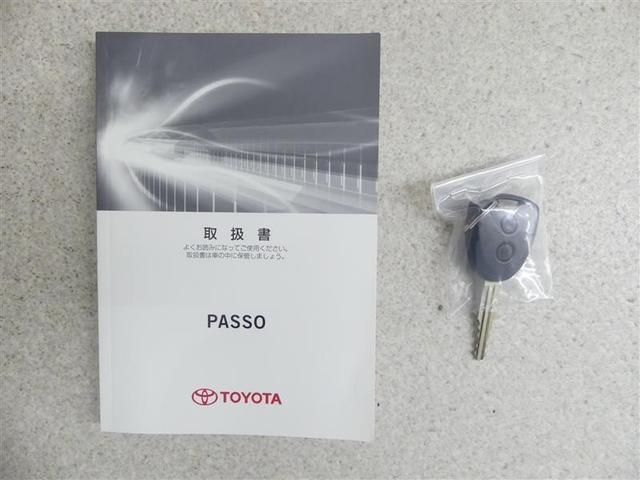 取扱書
よくお読みになってご使用ください。
取扱書は車の中に保管しましょう。
PASSO
TOYOTA